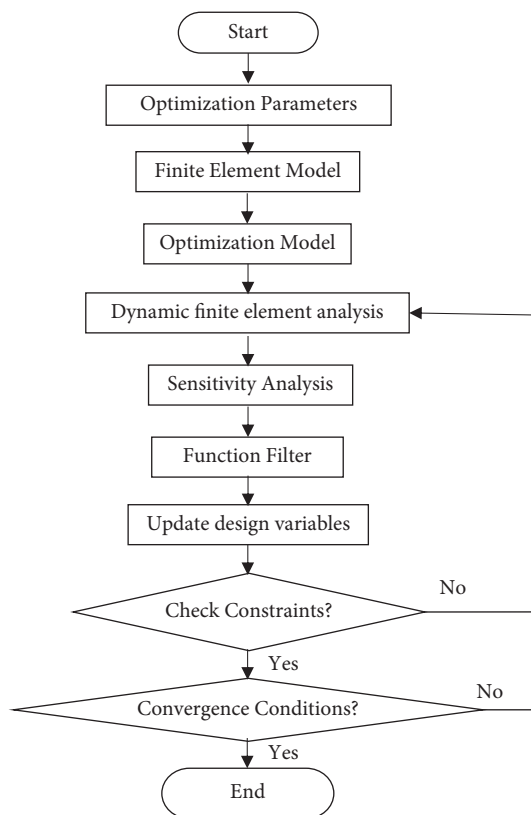 Start
Optimization Parameters
Finite Element Model
Optimization Model
Dynamic finite element analysis
Sensitivity Analysis
Function Filter
Update design variables
Check Constraints?
No
Yes
Convergence Conditions?
No
Yes
End